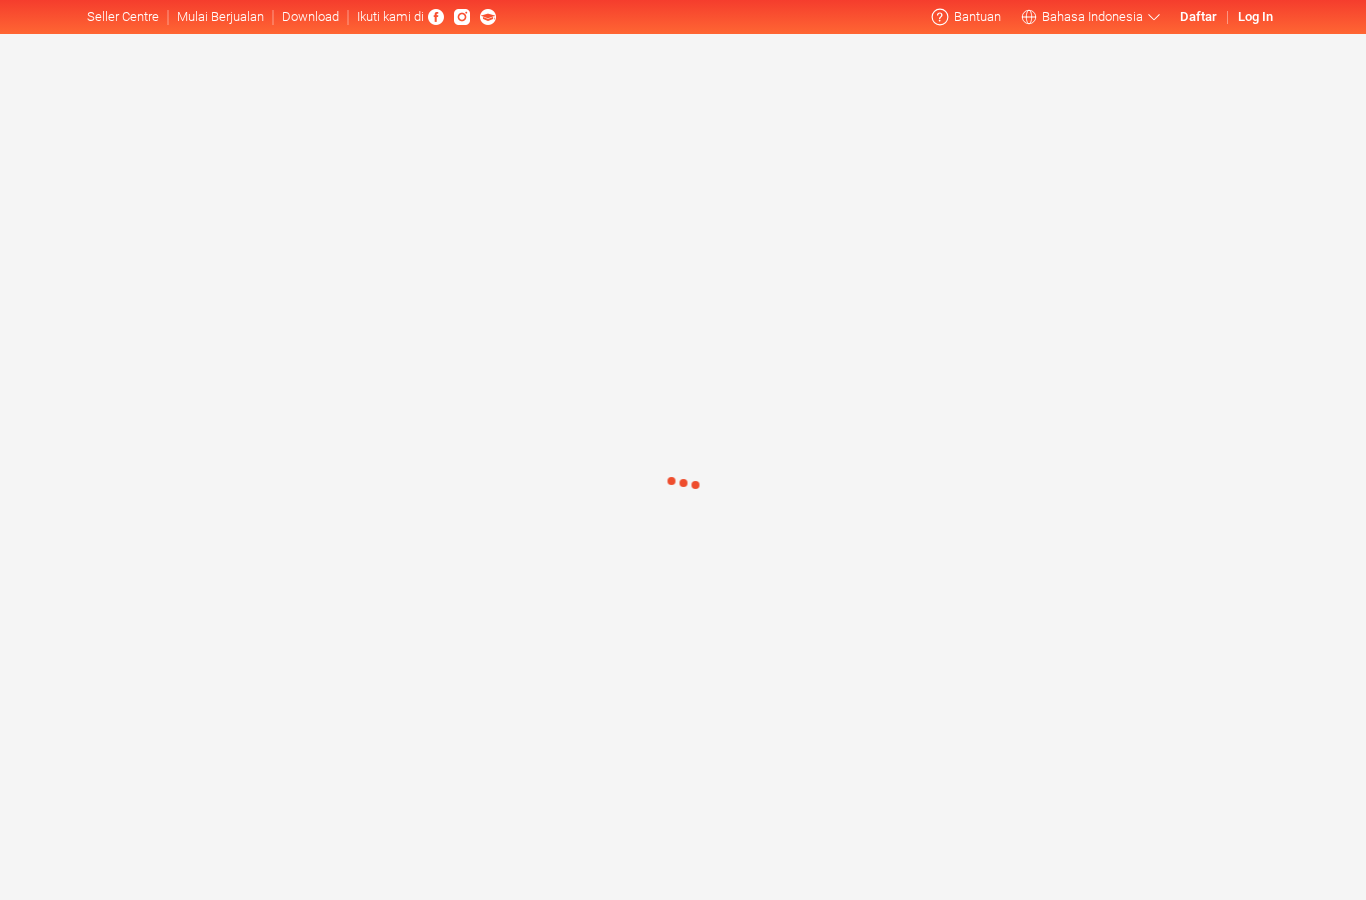 Seller Centre
Mulai Berjualan
Download
Ikuti kami di
Bantuan
Bahasa Indonesia
Daftar
Log In